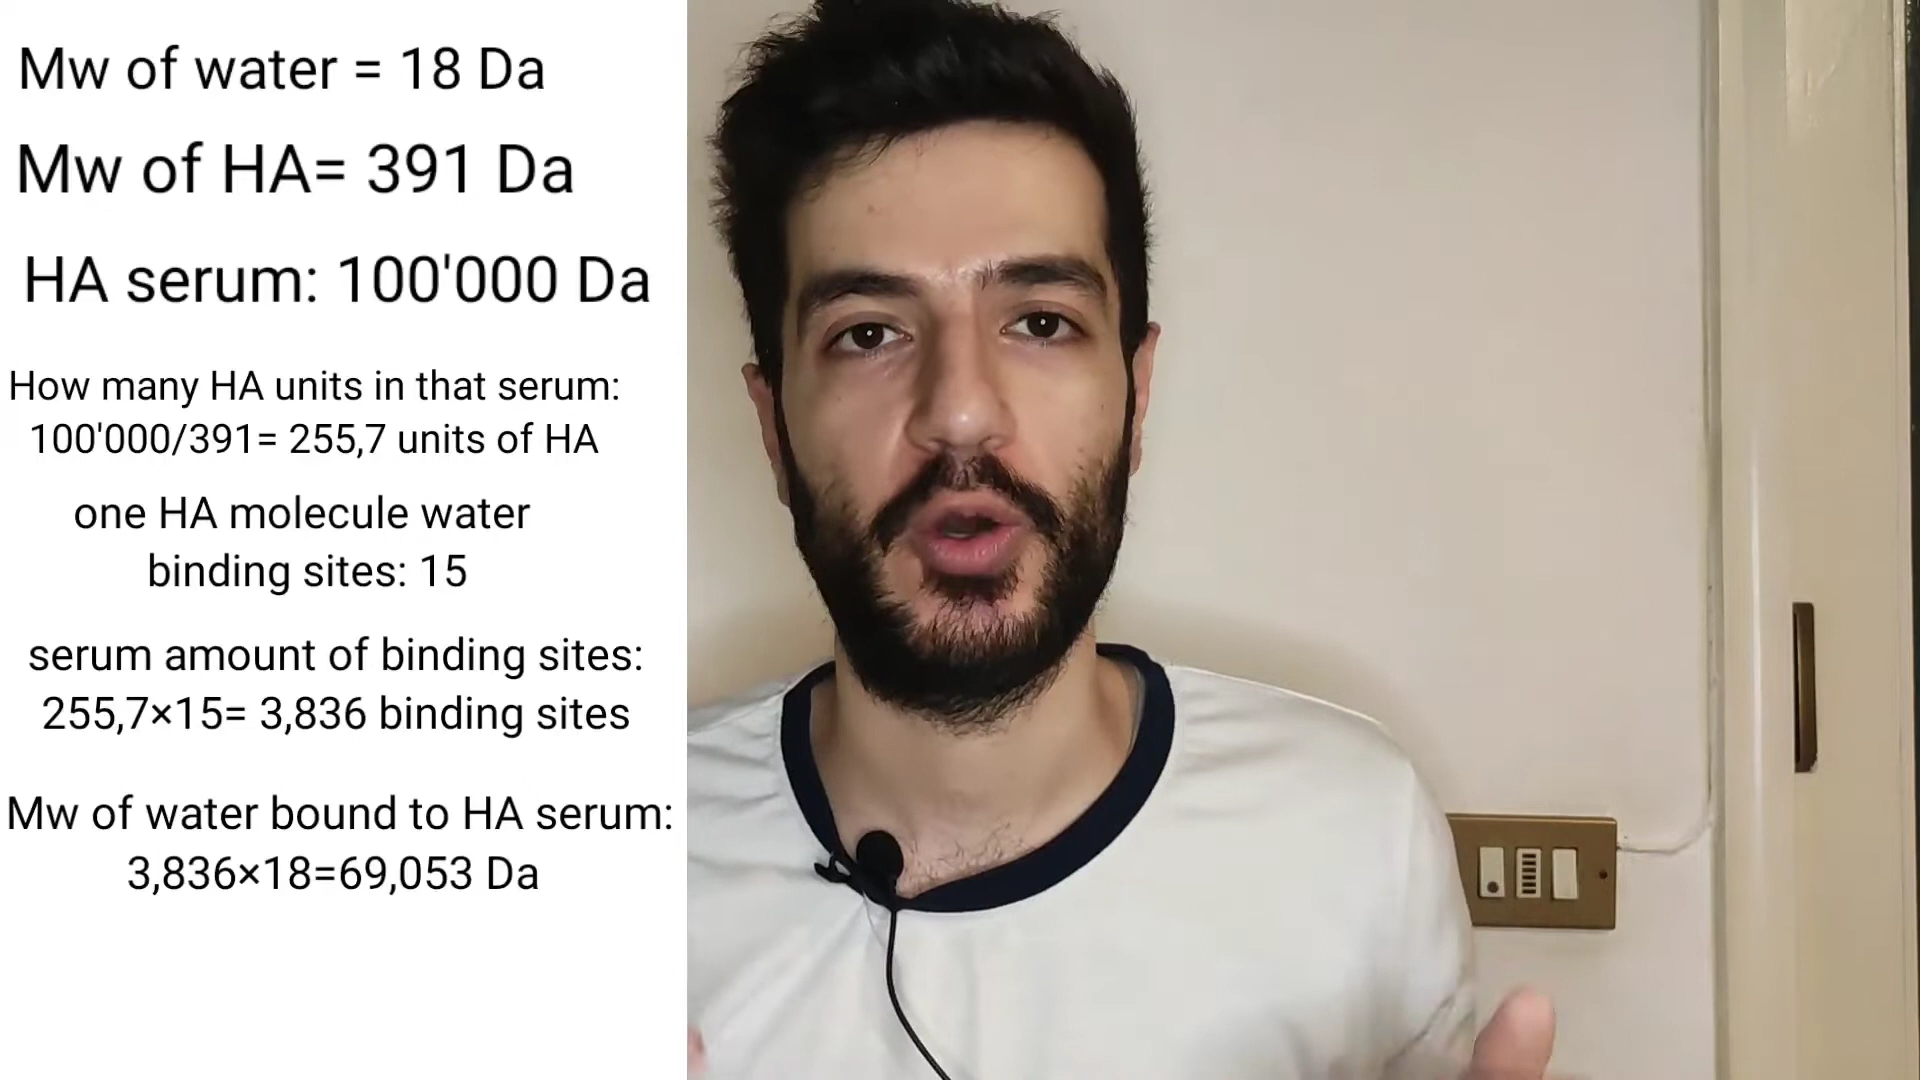 Mw of water = 18 Da
Mw of HA= 391 Da
HA serum: 100'000 Da
How many HA units in that serum:
100'000/391= 255,7 units of HA
one HA molecule water
binding sites: 15
serum amount of binding sites:
255,7×15= 3,836 binding sites
Mw of water bound to HA serum:
3,836×18=69,053 Da